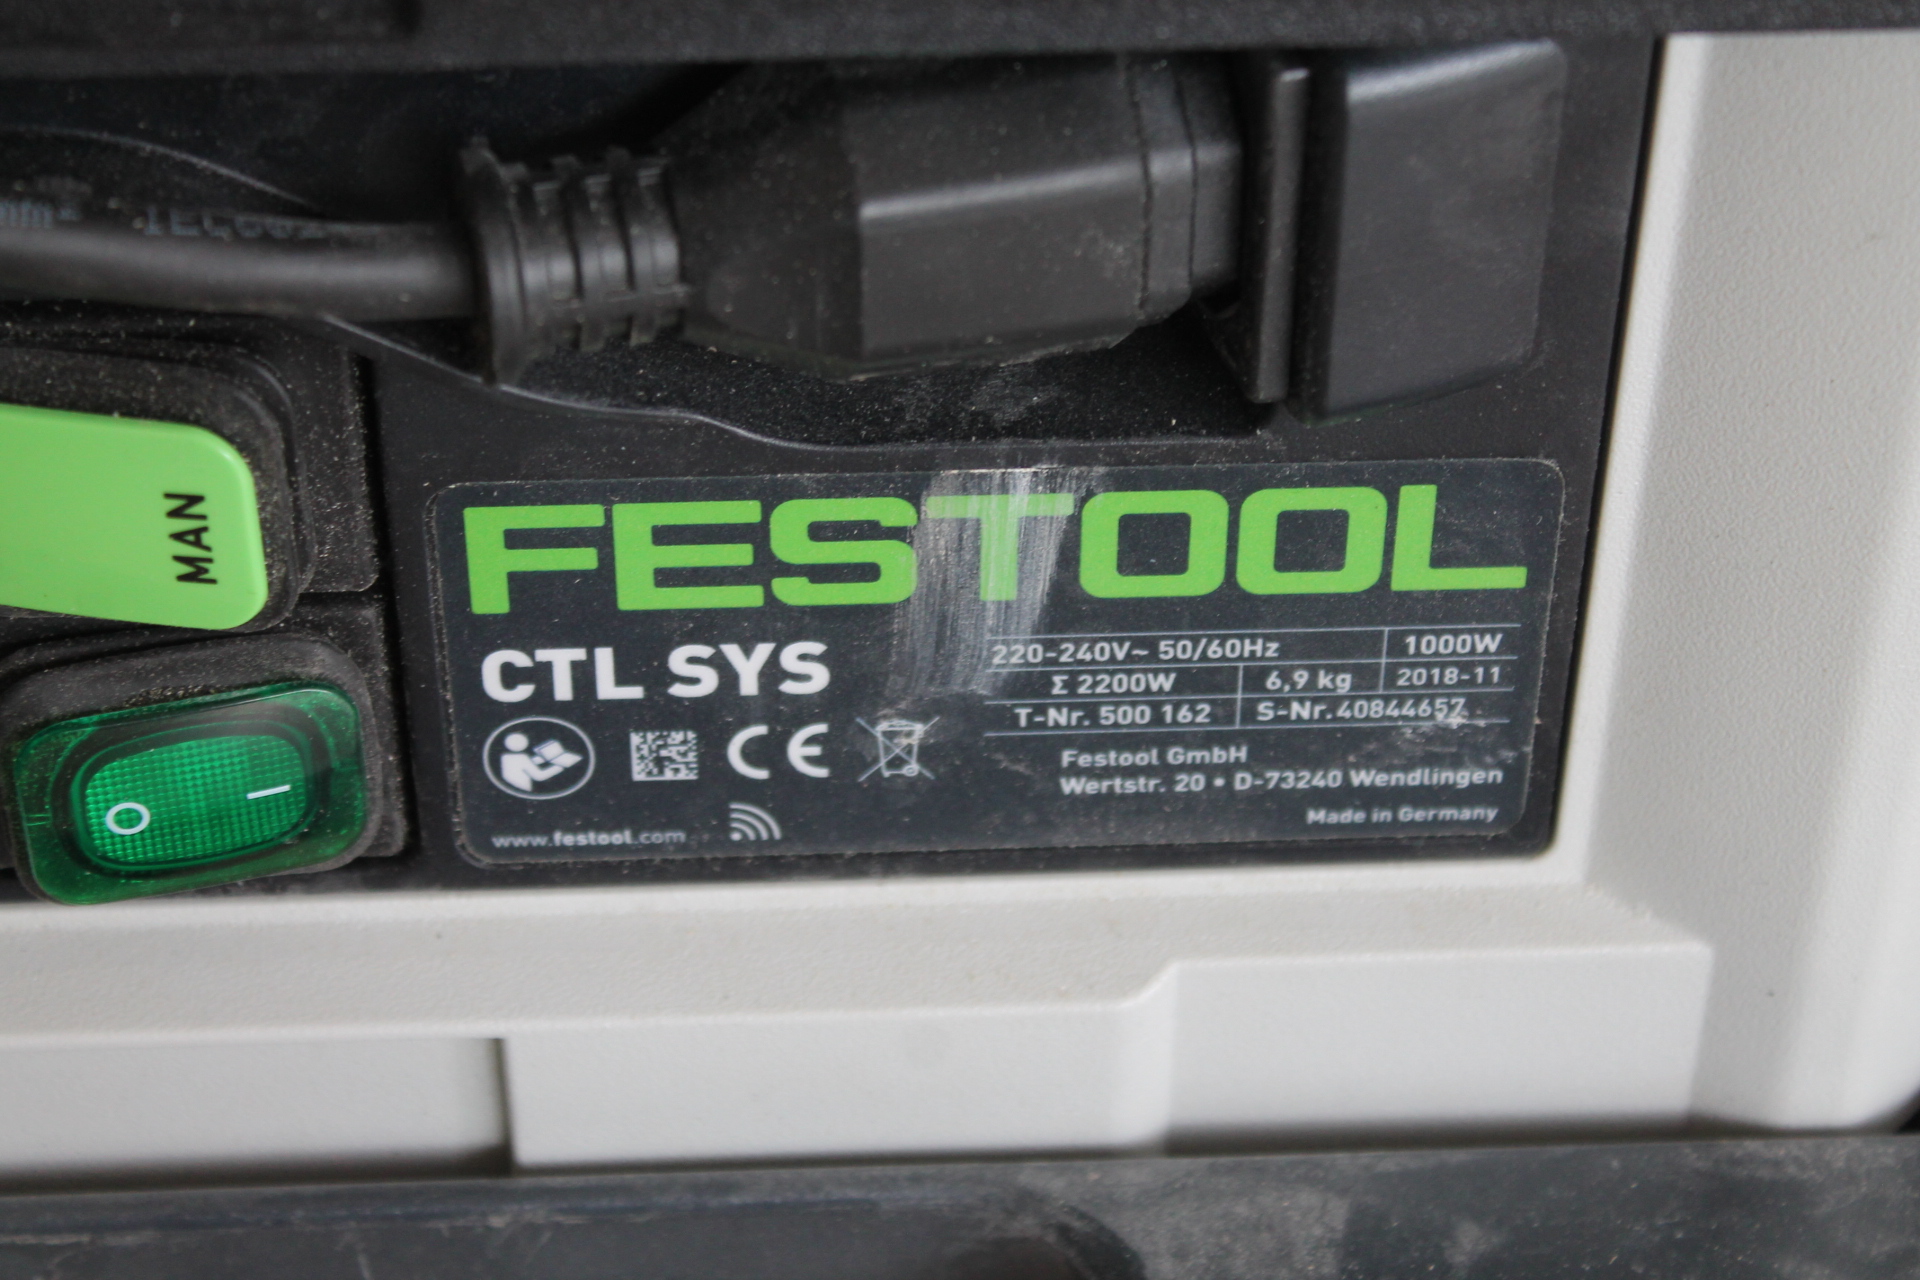 MAN
FESTOOL
CTL SYS
220-240V~ 50/60Hz 1000W
Σ 2200W 6,9 kg 2018-11
T-Nr. 500 162 S-Nr. 40844657
Festool GmbH
Wertstr. 20 • D-73240 Wendlingen
Made in Germany
CE
www.festool.com
O I